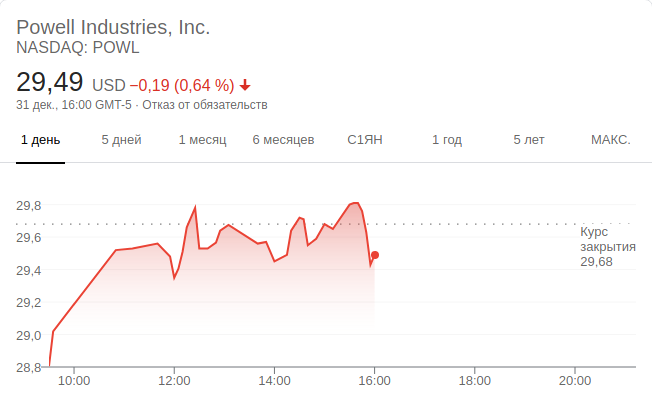 Powell Industries, Inc.
NASDAQ: POWL
29,49 USD −0,19 (0,64 %)
31 дек., 16:00 GMT-5 · Отказ от обязательств
1 день 5 дней 1 месяц 6 месяцев С1ЯН 1 год 5 лет МАКС.
29,8
29,6
29,4
29,2
29,0
28,8
Курс
закрытия
29,68
10:00 12:00 14:00 16:00 18:00 20:00